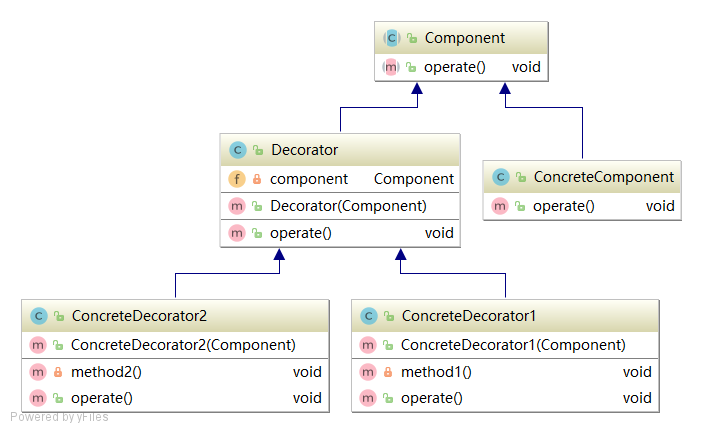 Component
operate() void
Decorator
component Component
Decorator(Component)
operate() void
ConcreteComponent
operate() void
ConcreteDecorator2
ConcreteDecorator2(Component)
method2() void
operate() void
ConcreteDecorator1
ConcreteDecorator1(Component)
method1() void
operate() void
Powered by yFiles